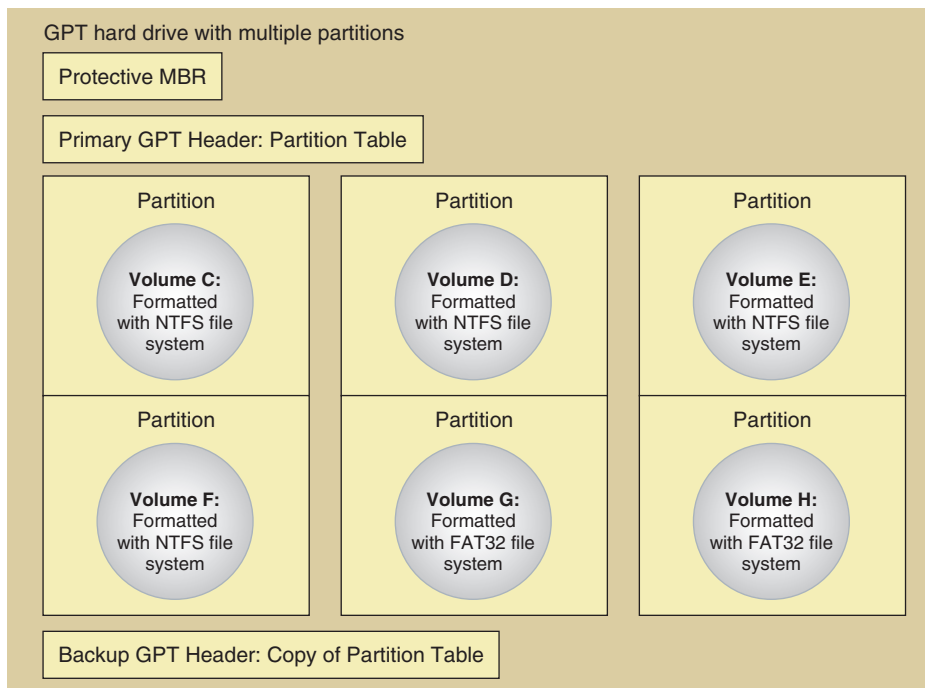 GPT hard drive with multiple partitions
Protective MBR
Primary GPT Header: Partition Table
Partition
Volume C:
Formatted
with NTFS file
system
Partition
Volume D:
Formatted
with NTFS file
system
Partition
Volume E:
Formatted
with NTFS file
system
Partition
Volume F:
Formatted
with NTFS file
system
Partition
Volume G:
Formatted
with FAT32 file
system
Partition
Volume H:
Formatted
with FAT32 file
system
Backup GPT Header: Copy of Partition Table